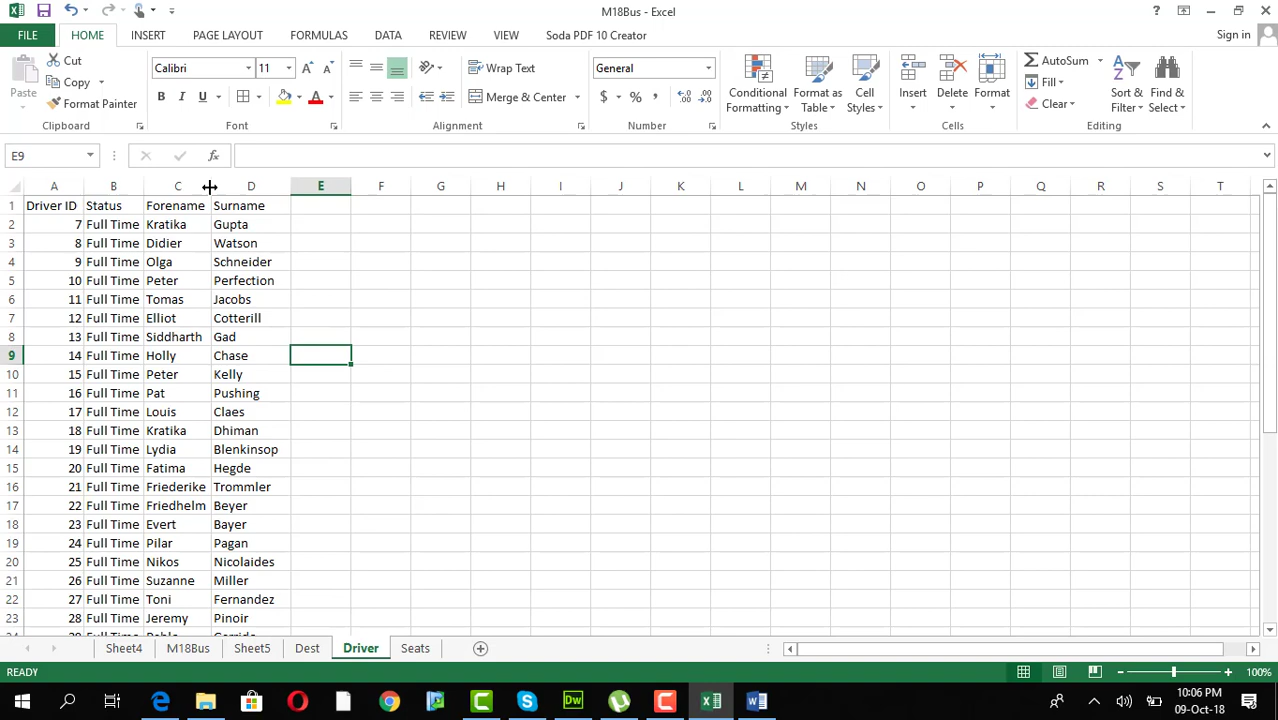 M18Bus - Excel
?
FILE HOME INSERT PAGE LAYOUT FORMULAS DATA REVIEW VIEW Soda PDF 10 Creator Sign in
Paste Cut
Copy
Format Painter
Clipboard
Calibri 11 A A
B I U A
Font
Wrap Text
Merge & Center
Alignment
General
$ % ,
Number
Conditional Formatting
Format as Table
Cell Styles
Styles
Insert Delete Format
Cells
AutoSum
Fill
Clear
Sort & Filter
Find & Select
Editing
E9 fx
A B C D E F G H I J K L M N O P Q R S T
1 Driver ID Status Forename Surname
2 7 Full Time Kratika Gupta
3 8 Full Time Didier Watson
4 9 Full Time Olga Schneider
5 10 Full Time Peter Perfection
6 11 Full Time Tomas Jacobs
7 12 Full Time Elliot Cotterill
8 13 Full Time Siddharth Gad
9 14 Full Time Holly Chase
10 15 Full Time Peter Kelly
11 16 Full Time Pat Pushing
12 17 Full Time Louis Claes
13 18 Full Time Kratika Dhiman
14 19 Full Time Lydia Blenkinsop
15 20 Full Time Fatima Hegde
16 21 Full Time Friederike Trommler
17 22 Full Time Friedhelm Beyer
18 23 Full Time Evert Bayer
19 24 Full Time Pilar Pagan
20 25 Full Time Nikos Nicolaides
21 26 Full Time Suzanne Miller
22 27 Full Time Toni Fernandez
23 28 Full Time Jeremy Pinoir
Sheet4 M18Bus Sheet5 Dest Driver Seats
READY 100%
Dw 10:06 PM
09-Oct-18